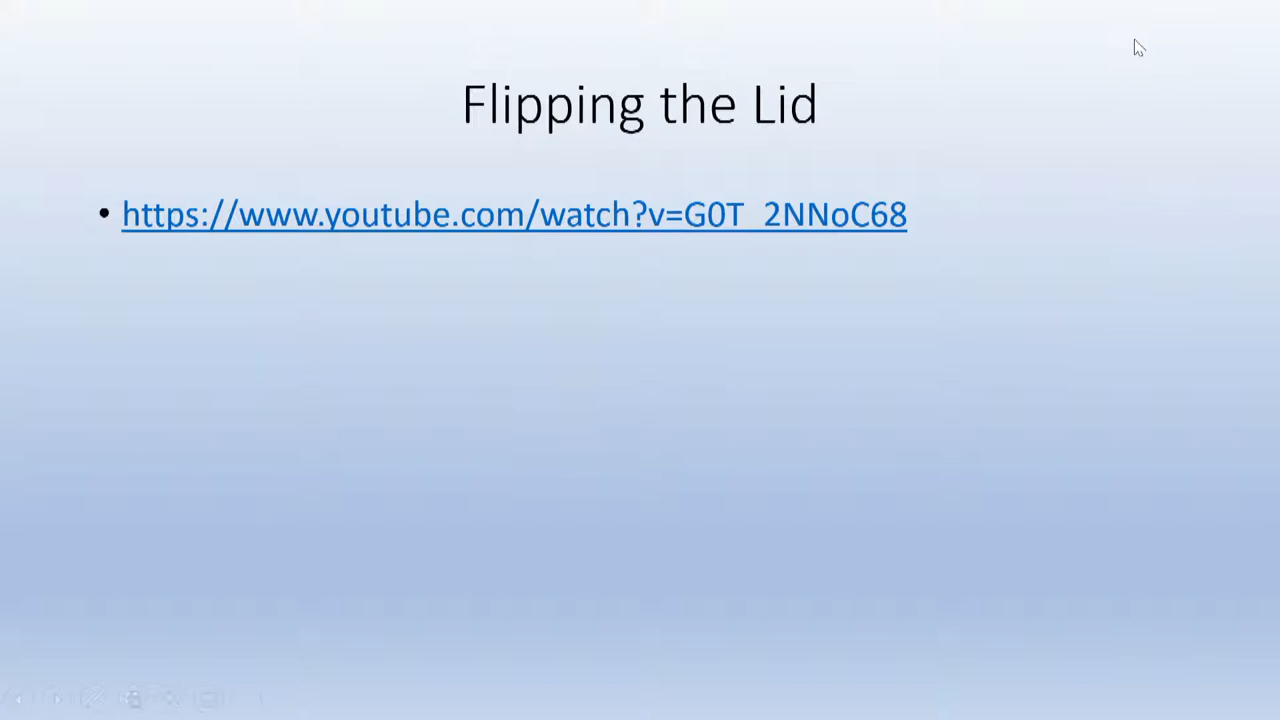 Flipping the Lid
• https://www.youtube.com/watch?v=G0T_2NNoC68